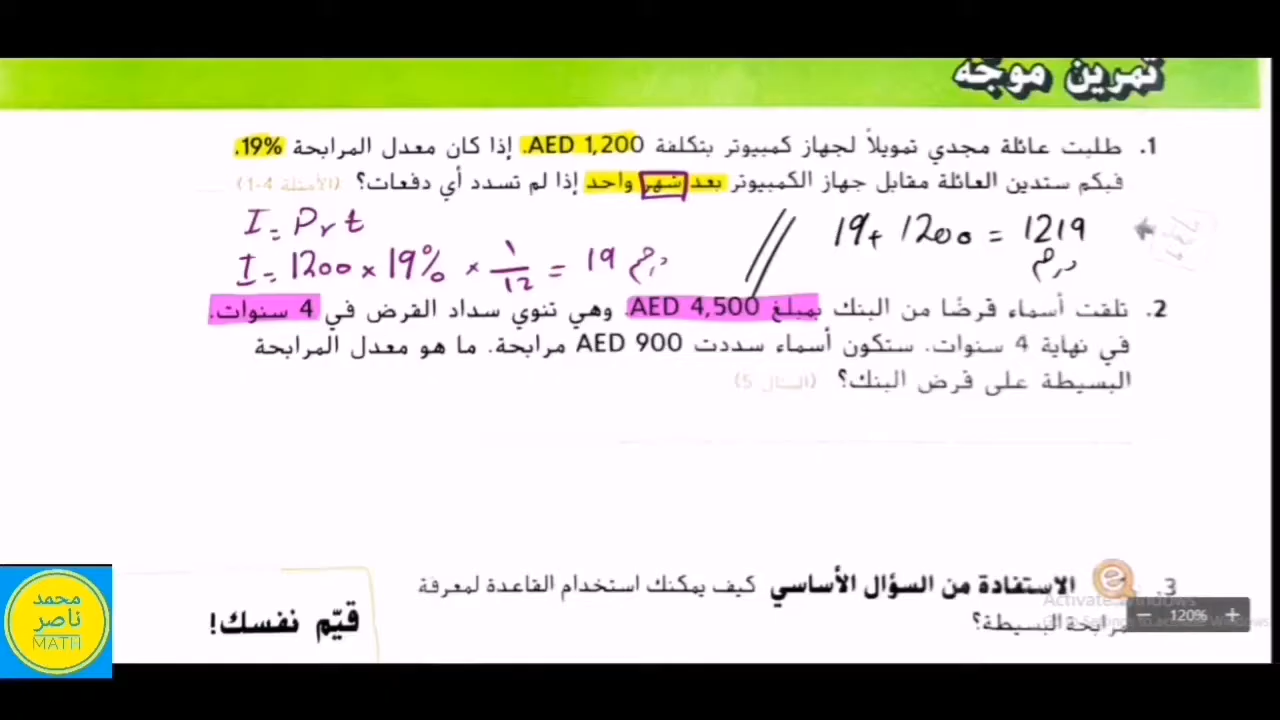 تمرين موجّه
1. طلبت عائلة مجدي تمويلاً لجهاز كمبيوتر بتكلفة AED 1,200. إذا كان معدل المرابحة 19%.
فبكم ستدين العائلة مقابل جهاز الكمبيوتر بعد شهر واحد إذا لم تسدد أي دفعات؟ (الأمثلة 4-1)
I = Prt
19 + 1200 = 1219
درهم
I = 1200 × 19% × ١/12 = 19 درهم
2. تلقت أسماء قرضًا من البنك بمبلغ AED 4,500. وهي تنوي سداد القرض في 4 سنوات.
في نهاية 4 سنوات. ستكون أسماء سددت AED 900 مرابحة. ما هو معدل المرابحة
البسيطة على قرض البنك؟ (المثال 5)
3. الاستفادة من السؤال الأساسي كيف يمكنك استخدام القاعدة لمعرفة
البسيطة؟
قيّم نفسك!
Activate Windows
120%
محمد
ناصر
MATH